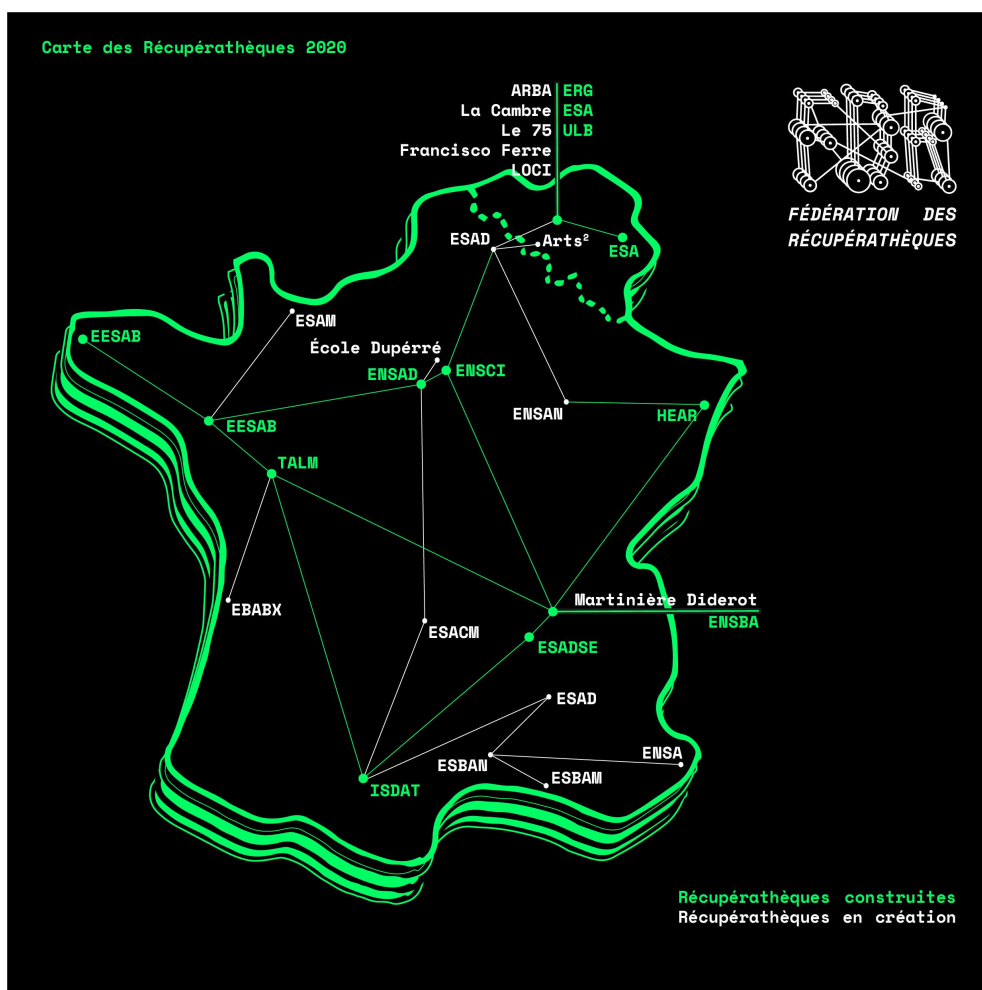 Carte des Récupérathèques 2020
ARBA ERG
La Cambre ESA
Le 75 ULB
Francisco Ferre
LOCI
FÉDÉRATION DES
RÉCUPÉRATHÈQUES
ESAD
Arts²
ESA
ESAM
EESAB
École Dupérré
ENSAD
ENSCI
ENSAN
HEAR
EESAB
TALM
EBABX
ESACM
Martinière Diderot
ENSBA
ESADSE
ESAD
ENSA
ESBAN
ESBAM
ISDAT
Récupérathèques construites
Récupérathèques en création